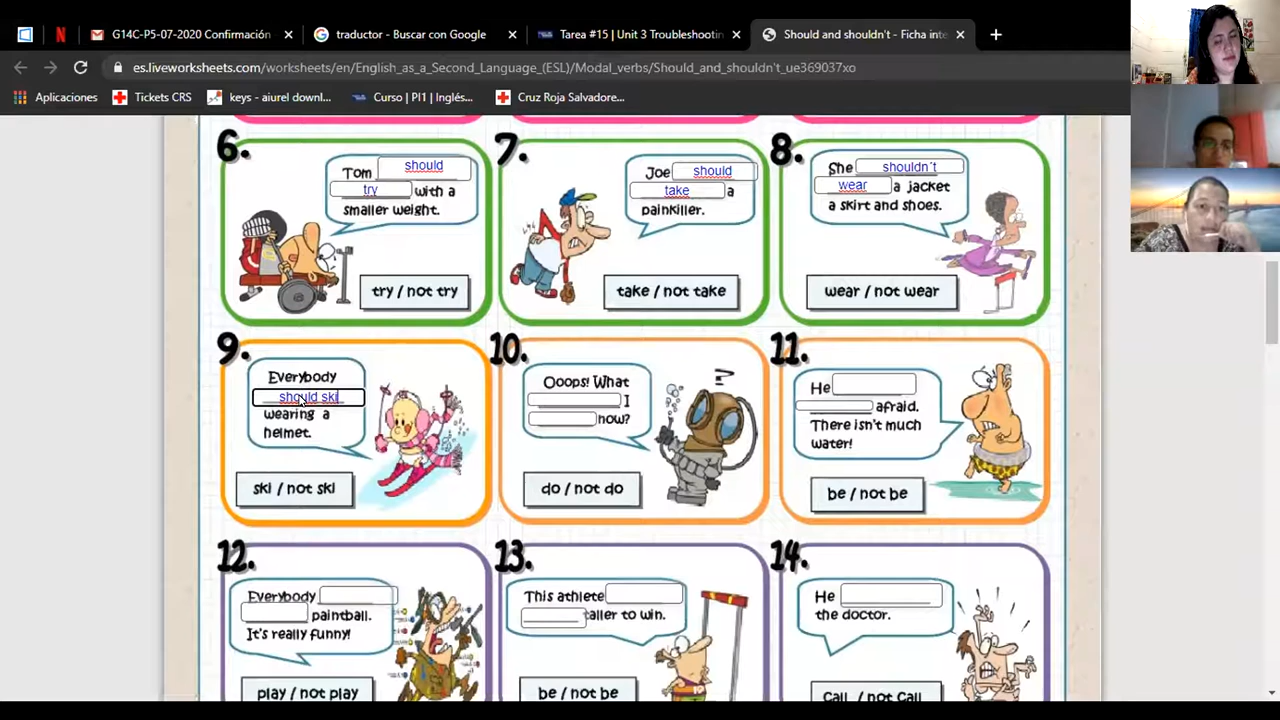 G14C-P5-07-2020 Confirmación
traductor - Buscar con Google
Tarea #15 | Unit 3 Troubleshootin
Should and shouldn't - Ficha inte
es.liveworksheets.com/worksheets/en/English_as_a_Second_Language_(ESL)/Modal_verbs/Should_and_shouldn't_ue369037xo
Aplicaciones
Tickets CRS
keys - aiurel downl...
Curso | PI1 | Inglés...
Cruz Roja Salvadore...
6.
Tom should
try with a
smaller weight.
try / not try
7.
Joe should
take a
painkiller.
take / not take
8.
She shouldn´t
wear a jacket
a skirt and shoes.
wear / not wear
9.
Everybody
should ski
wearing a
helmet.
ski / not ski
10.
Ooops! What
I
now?
do / not do
11.
He
afraid.
There isn't much
water!
be / not be
12.
Everybody
paintball.
It's really funny!
play / not play
13.
This athlete
taller to win.
be / not be
14.
He
the doctor.
call / not call